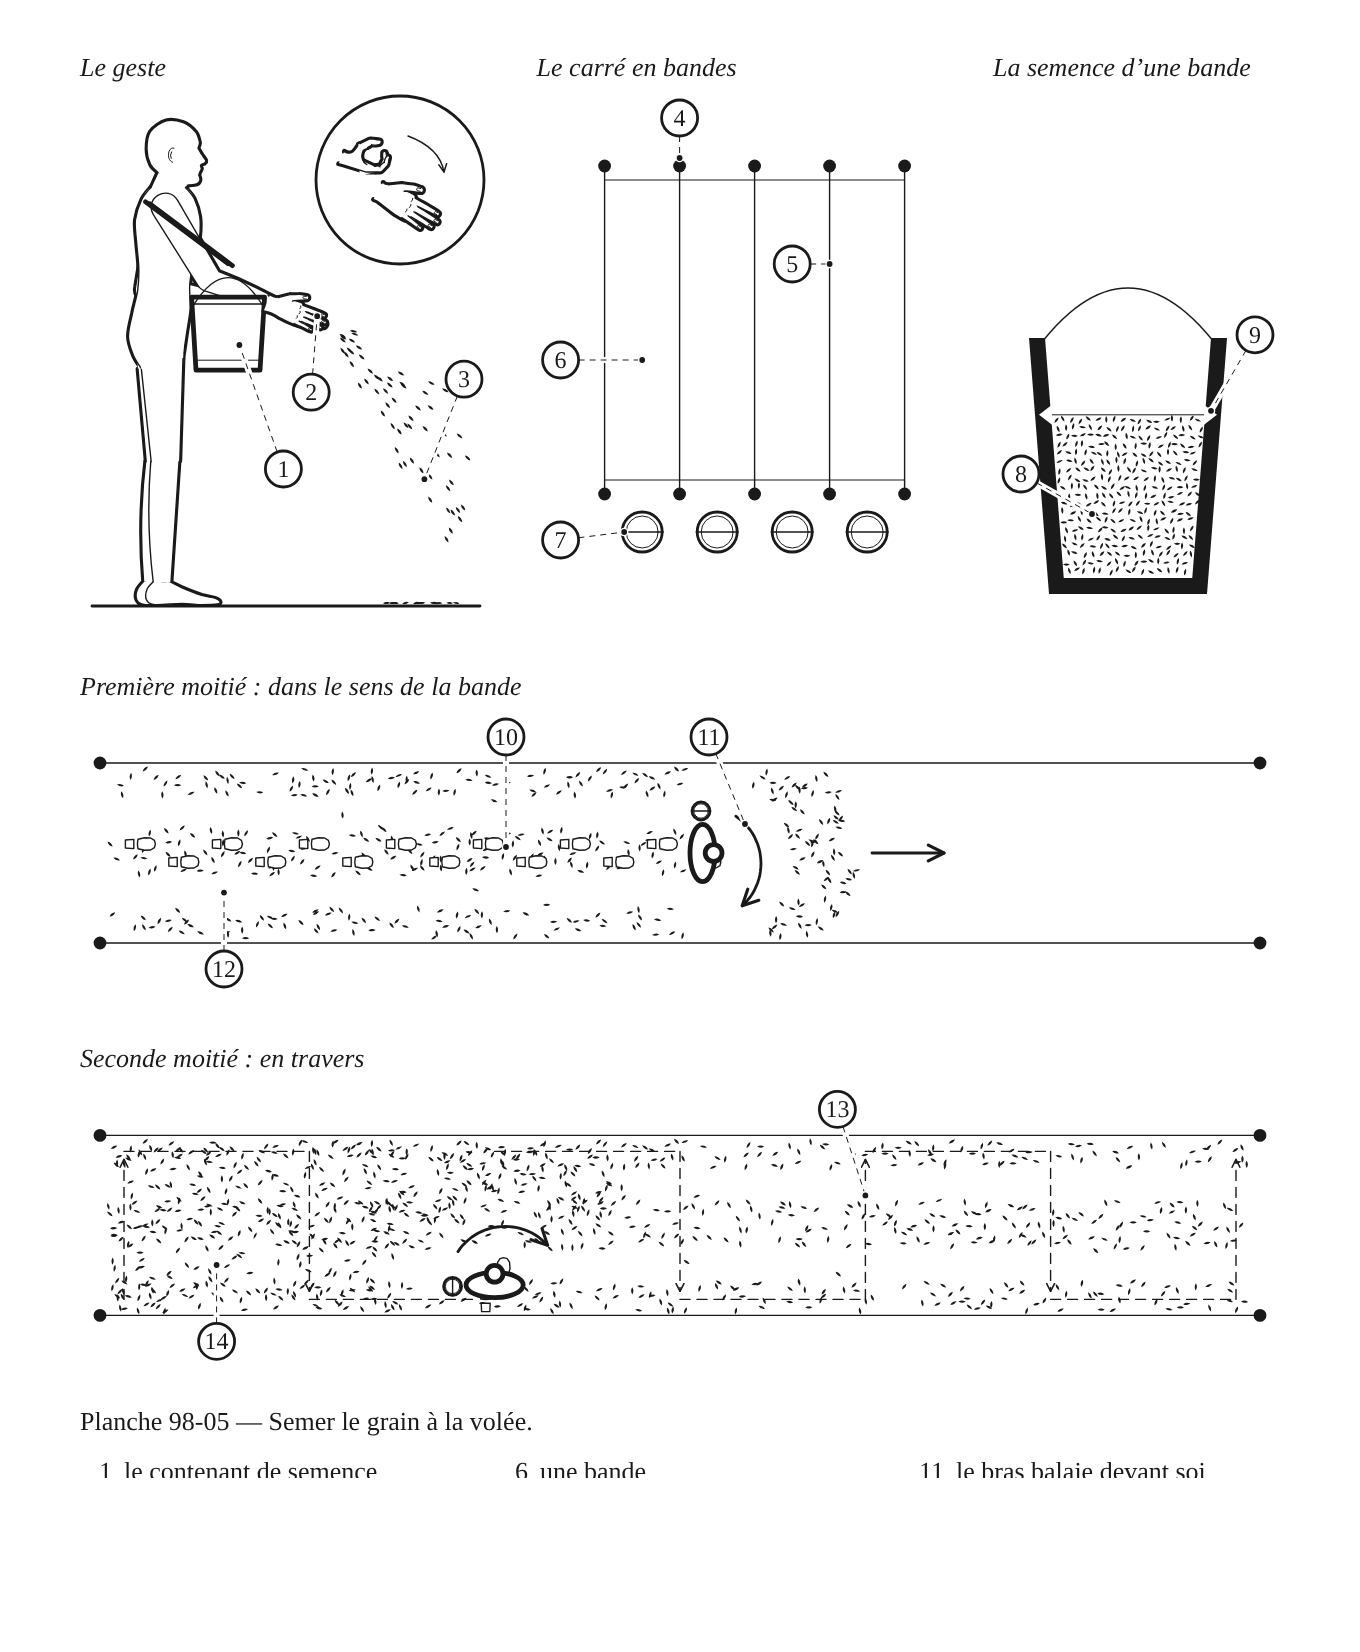 Le geste
Le carré en bandes
La semence d’une bande
4
5
9
6
3
2
1
8
7
Première moitié : dans le sens de la bande
10
11
12
Seconde moitié : en travers
13
14
Planche 98-05 — Semer le grain à la volée.
1 le contenant de semence
6 une bande
11 le bras balaie devant soi